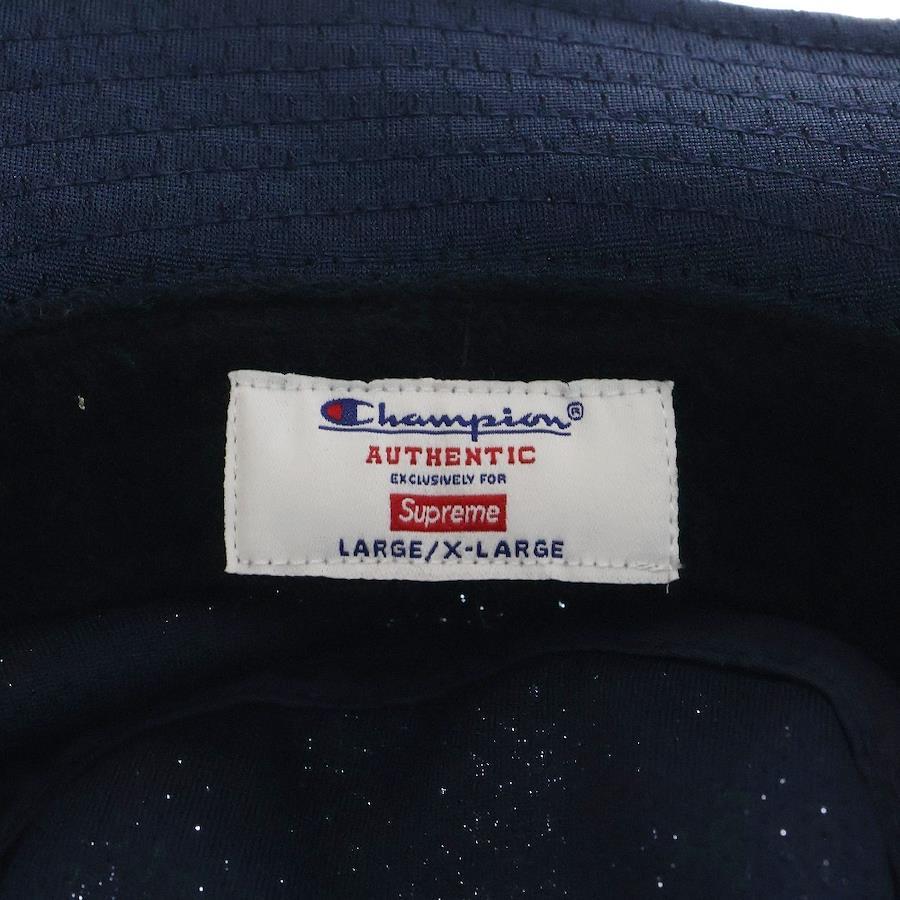 Champion®
AUTHENTIC
EXCLUSIVELY FOR
Supreme
LARGE/X-LARGE